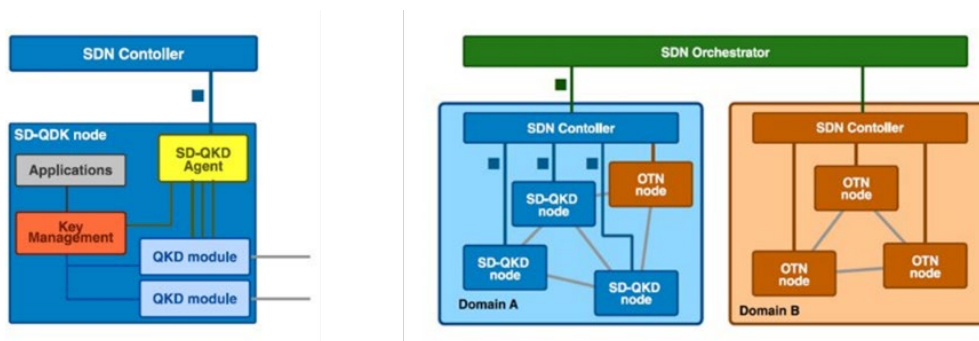 SDN Contoller
SD-QDK node
Applications
SD-QKD
Agent
Key
Management
QKD module
QKD module
SDN Orchestrator
SDN Contoller
SD-QKD
node
OTN
node
SD-QKD
node
SD-QKD
node
Domain A
SDN Contoller
OTN
node
OTN
node
OTN
node
Domain B